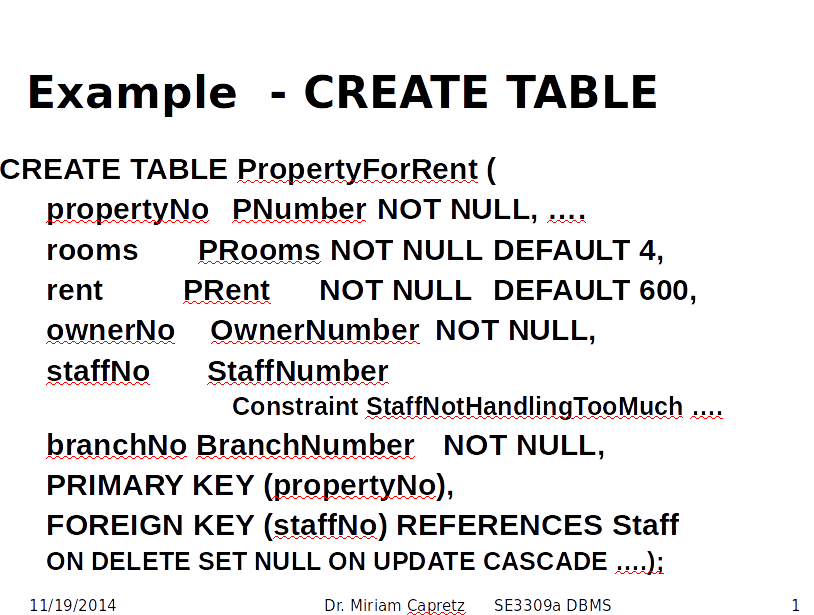 Example - CREATE TABLE
CREATE TABLE PropertyForRent (
propertyNo PNumber NOT NULL, ….
rooms PRooms NOT NULL DEFAULT 4,
rent PRent NOT NULL DEFAULT 600,
ownerNo OwnerNumber NOT NULL,
staffNo StaffNumber
Constraint StaffNotHandlingTooMuch ….
branchNo BranchNumber NOT NULL,
PRIMARY KEY (propertyNo),
FOREIGN KEY (staffNo) REFERENCES Staff
ON DELETE SET NULL ON UPDATE CASCADE ….);
11/19/2014 Dr. Miriam Capretz SE3309a DBMS 1